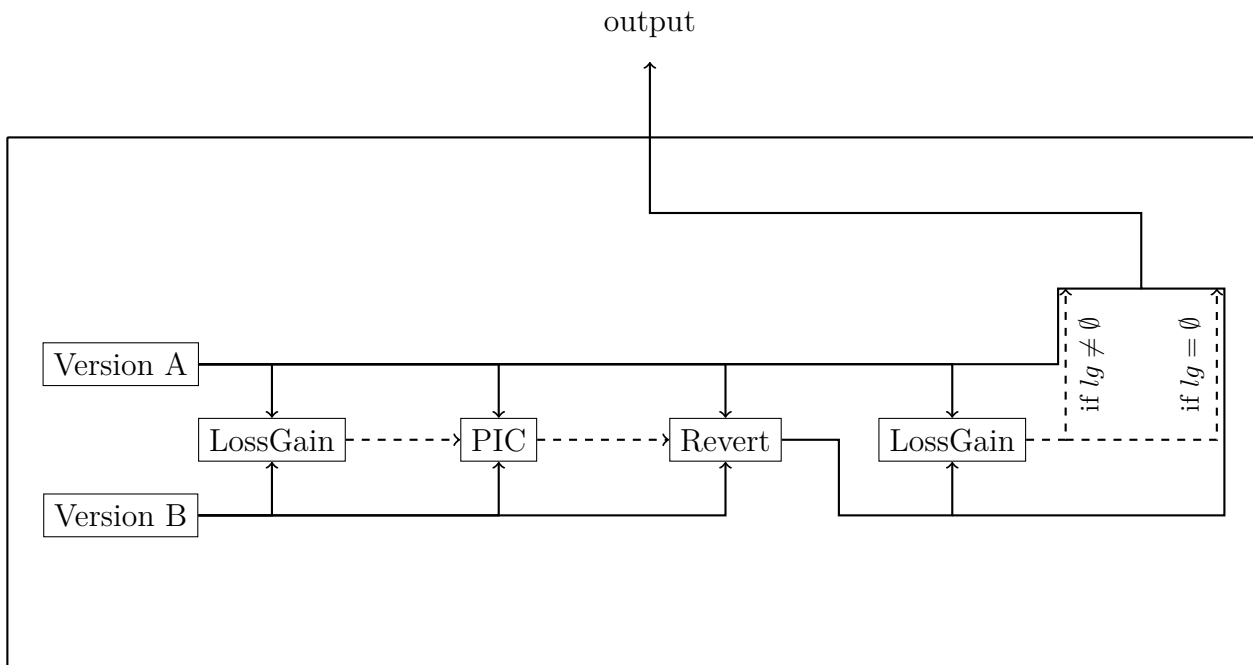 output
Version A
if lg ≠ ∅
if lg = ∅
LossGain
PIC
Revert
LossGain
Version B